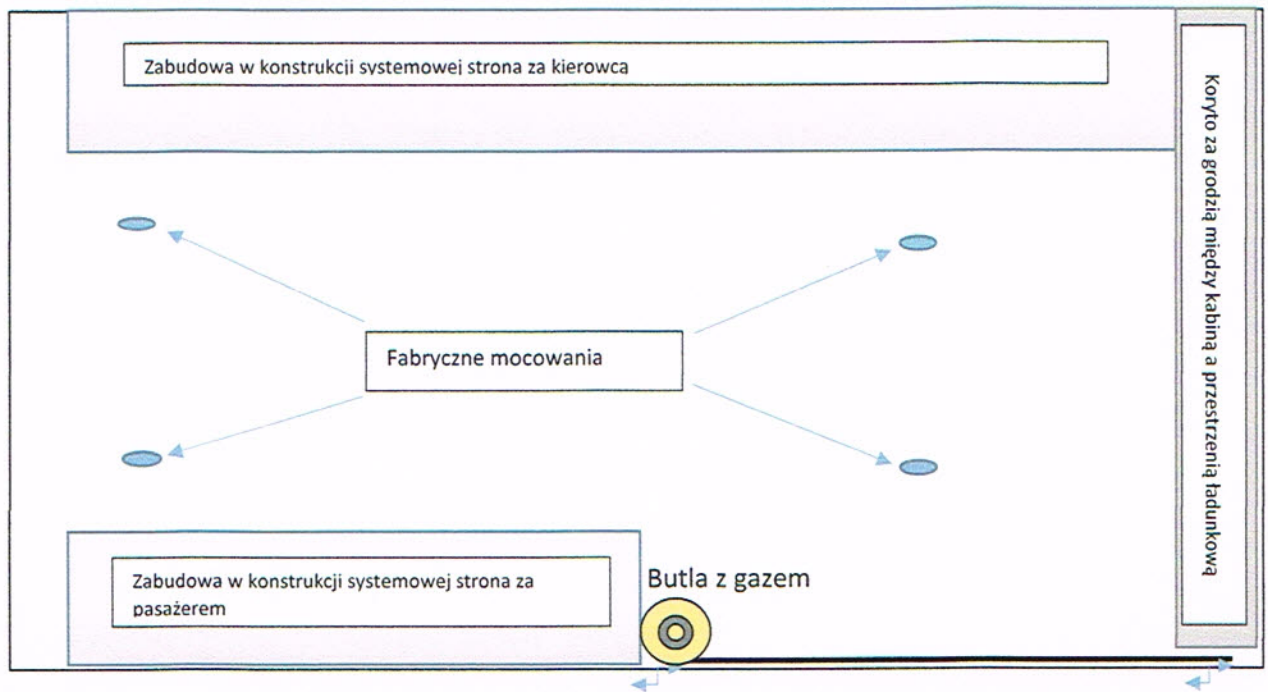 Zabudowa w konstrukcji systemowej strona za kierowcą
Koryto za grodzią między kabiną a przestrzenią ładunkową
Fabryczne mocowania
Zabudowa w konstrukcji systemowej strona za
pasażerem
Butla z gazem